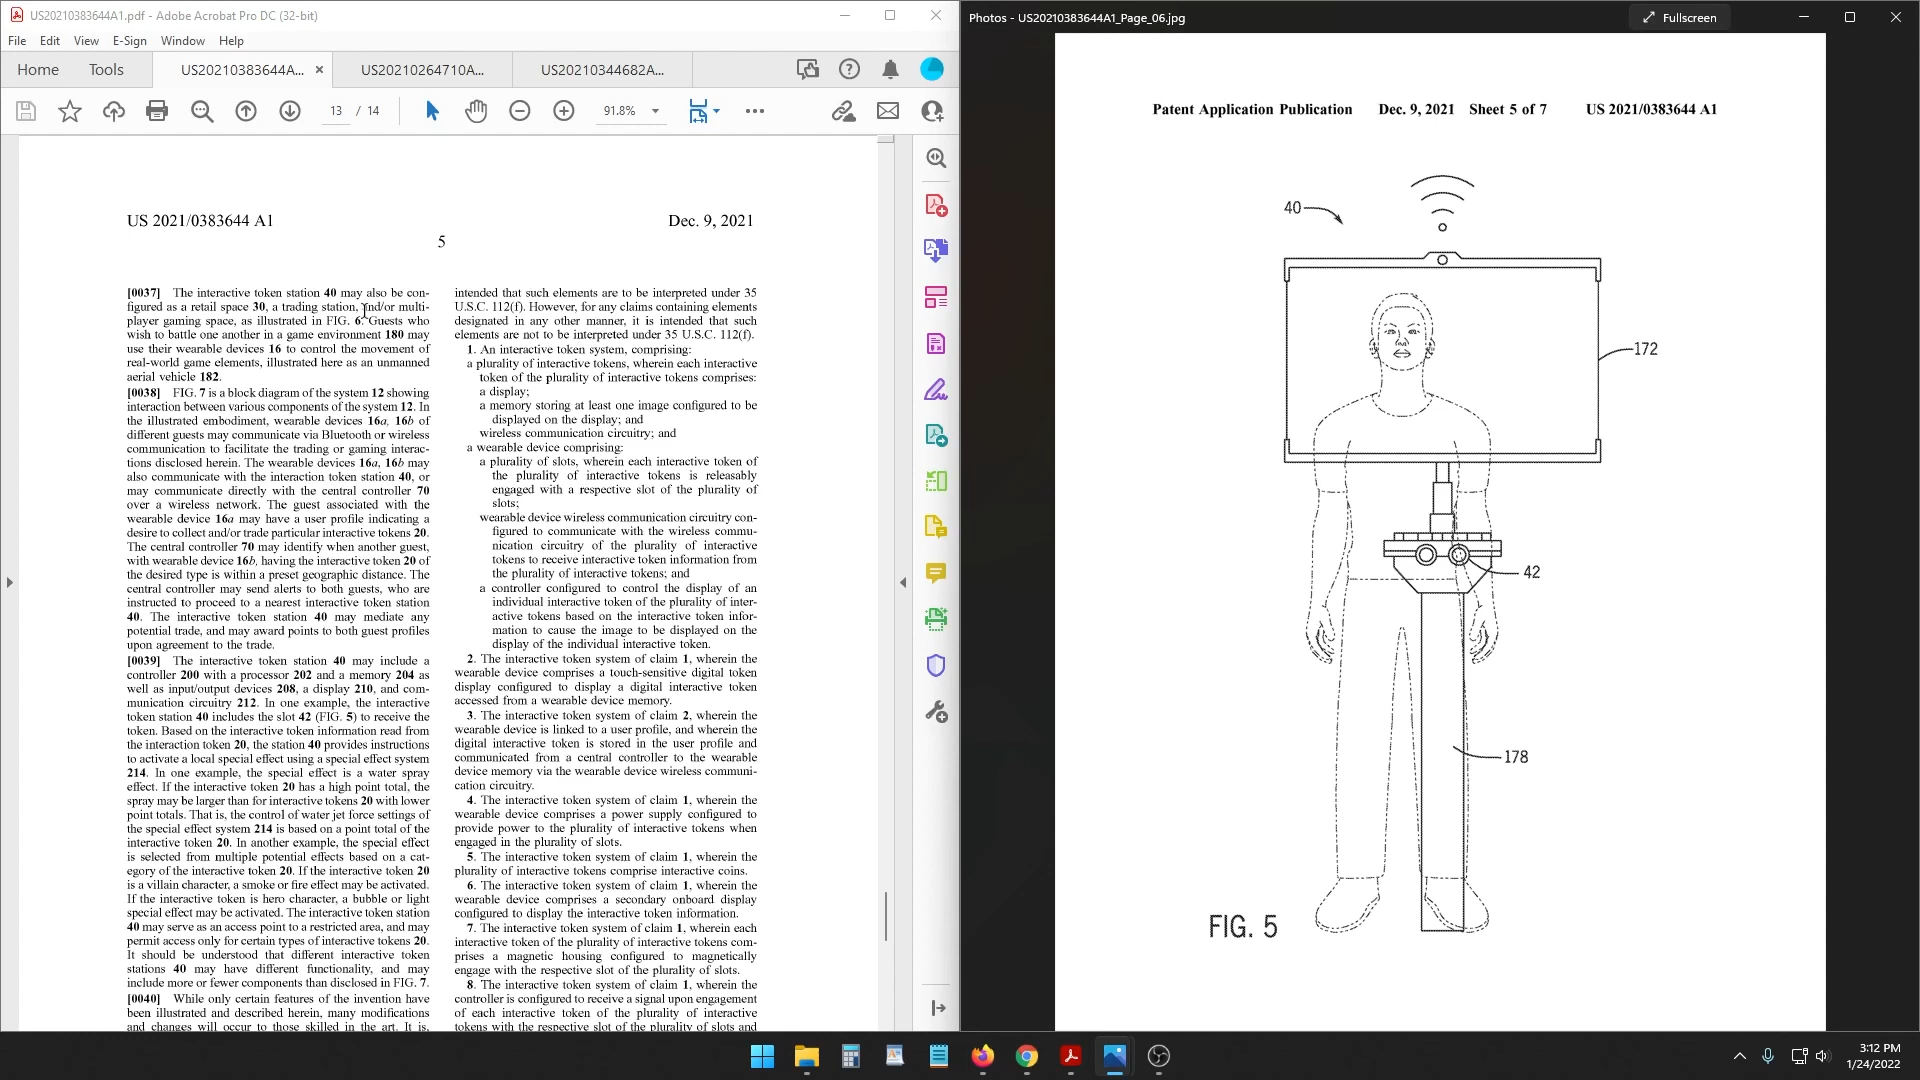 US20210383644A1.pdf - Adobe Acrobat Pro DC (32-bit)
File Edit View E-Sign Window Help
Home Tools US20210383644A... × US20210264710A... US20210344682A...
13 / 14 91.8%
US 2021/0383644 A1 Dec. 9, 2021
5
[0037] The interactive token station 40 may also be con-
figured as a retail space 30, a trading station, and/or multi-
player gaming space, as illustrated in FIG. 6. Guests who
wish to battle one another in a game environment 180 may
use their wearable devices 16 to control the movement of
real-world game elements, illustrated here as an unmanned
aerial vehicle 182.
[0038] FIG. 7 is a block diagram of the system 12 showing
interaction between various components of the system 12. In
the illustrated embodiment, wearable devices 16a, 16b of
different guests may communicate via Bluetooth or wireless
communication to facilitate the trading or gaming interac-
tions disclosed herein. The wearable devices 16a, 16b may
also communicate with the interaction token station 40, or
may communicate directly with the central controller 70
over a wireless network. The guest associated with the
wearable device 16a may have a user profile indicating a
desire to collect and/or trade particular interactive tokens 20.
The central controller 70 may identify when another guest,
with wearable device 16b, having the interactive token 20 of
the desired type is within a preset geographic distance. The
central controller may send alerts to both guests, who are
instructed to proceed to a nearest interactive token station
40. The interactive token station 40 may mediate any
potential trade, and may award points to both guest profiles
upon agreement to the trade.
[0039] The interactive token station 40 may include a
controller 200 with a processor 202 and a memory 204 as
well as input/output devices 208, a display 210, and com-
munication circuitry 212. In one example, the interactive
token station 40 includes the slot 42 (FIG. 5) to receive the
token. Based on the interactive token information read from
the interaction token 20, the station 40 provides instructions
to activate a local special effect using a special effect system
214. In one example, the special effect is a water spray
effect. If the interactive token 20 has a high point total, the
spray may be larger than for interactive tokens 20 with lower
point totals. That is, the control of water jet force settings of
the special effect system 214 is based on a point total of the
interactive token 20. In another example, the special effect
is selected from multiple potential effects based on a cat-
egory of the interactive token 20. If the interactive token 20
is a villain character, a smoke or fire effect may be activated.
If the interactive token is hero character, a bubble or light
special effect may be activated. The interactive token station
40 may serve as an access point to a restricted area, and may
permit access only for certain types of interactive tokens 20.
It should be understood that different interactive token
stations 40 may have different functionality, and may
include more or fewer components than disclosed in FIG. 7.
[0040] While only certain features of the invention have
been illustrated and described herein, many modifications
and changes will occur to those skilled in the art. It is,
intended that such elements are to be interpreted under 35
U.S.C. 112(f). However, for any claims containing elements
designated in any other manner, it is intended that such
elements are not to be interpreted under 35 U.S.C. 112(f).
1. An interactive token system, comprising:
a plurality of interactive tokens, wherein each interactive
token of the plurality of interactive tokens comprises:
a display;
a memory storing at least one image configured to be
displayed on the display; and
wireless communication circuitry; and
a wearable device comprising:
a plurality of slots, wherein each interactive token of
the plurality of interactive tokens is releasably
engaged with a respective slot of the plurality of
slots;
wearable device wireless communication circuitry con-
figured to communicate with the wireless commu-
nication circuitry of the plurality of interactive
tokens to receive interactive token information from
the plurality of interactive tokens; and
a controller configured to control the display of an
individual interactive token of the plurality of inter-
active tokens based on the interactive token infor-
mation to cause the image to be displayed on the
display of the individual interactive token.
2. The interactive token system of claim 1, wherein the
wearable device comprises a touch-sensitive digital token
display configured to display a digital interactive token
accessed from a wearable device memory.
3. The interactive token system of claim 2, wherein the
wearable device is linked to a user profile, and wherein the
digital interactive token is stored in the user profile and
communicated from a central controller to the wearable
device memory via the wearable device wireless communi-
cation circuitry.
4. The interactive token system of claim 1, wherein the
wearable device comprises a power supply configured to
provide power to the plurality of interactive tokens when
engaged in the plurality of slots.
5. The interactive token system of claim 1, wherein the
plurality of interactive tokens comprise interactive coins.
6. The interactive token system of claim 1, wherein the
wearable device comprises a secondary onboard display
configured to display the interactive token information.
7. The interactive token system of claim 1, wherein each
interactive token of the plurality of interactive tokens com-
prises a magnetic housing configured to magnetically
engage with the respective slot of the plurality of slots.
8. The interactive token system of claim 1, wherein the
controller is configured to receive a signal upon engagement
of each interactive token of the plurality of interactive
tokens with the respective slot of the plurality of slots and
Photos - US20210383644A1_Page_06.jpg Fullscreen
Patent Application Publication Dec. 9, 2021 Sheet 5 of 7 US 2021/0383644 A1
40
172
42
178
FIG. 5
3:12 PM
1/24/2022